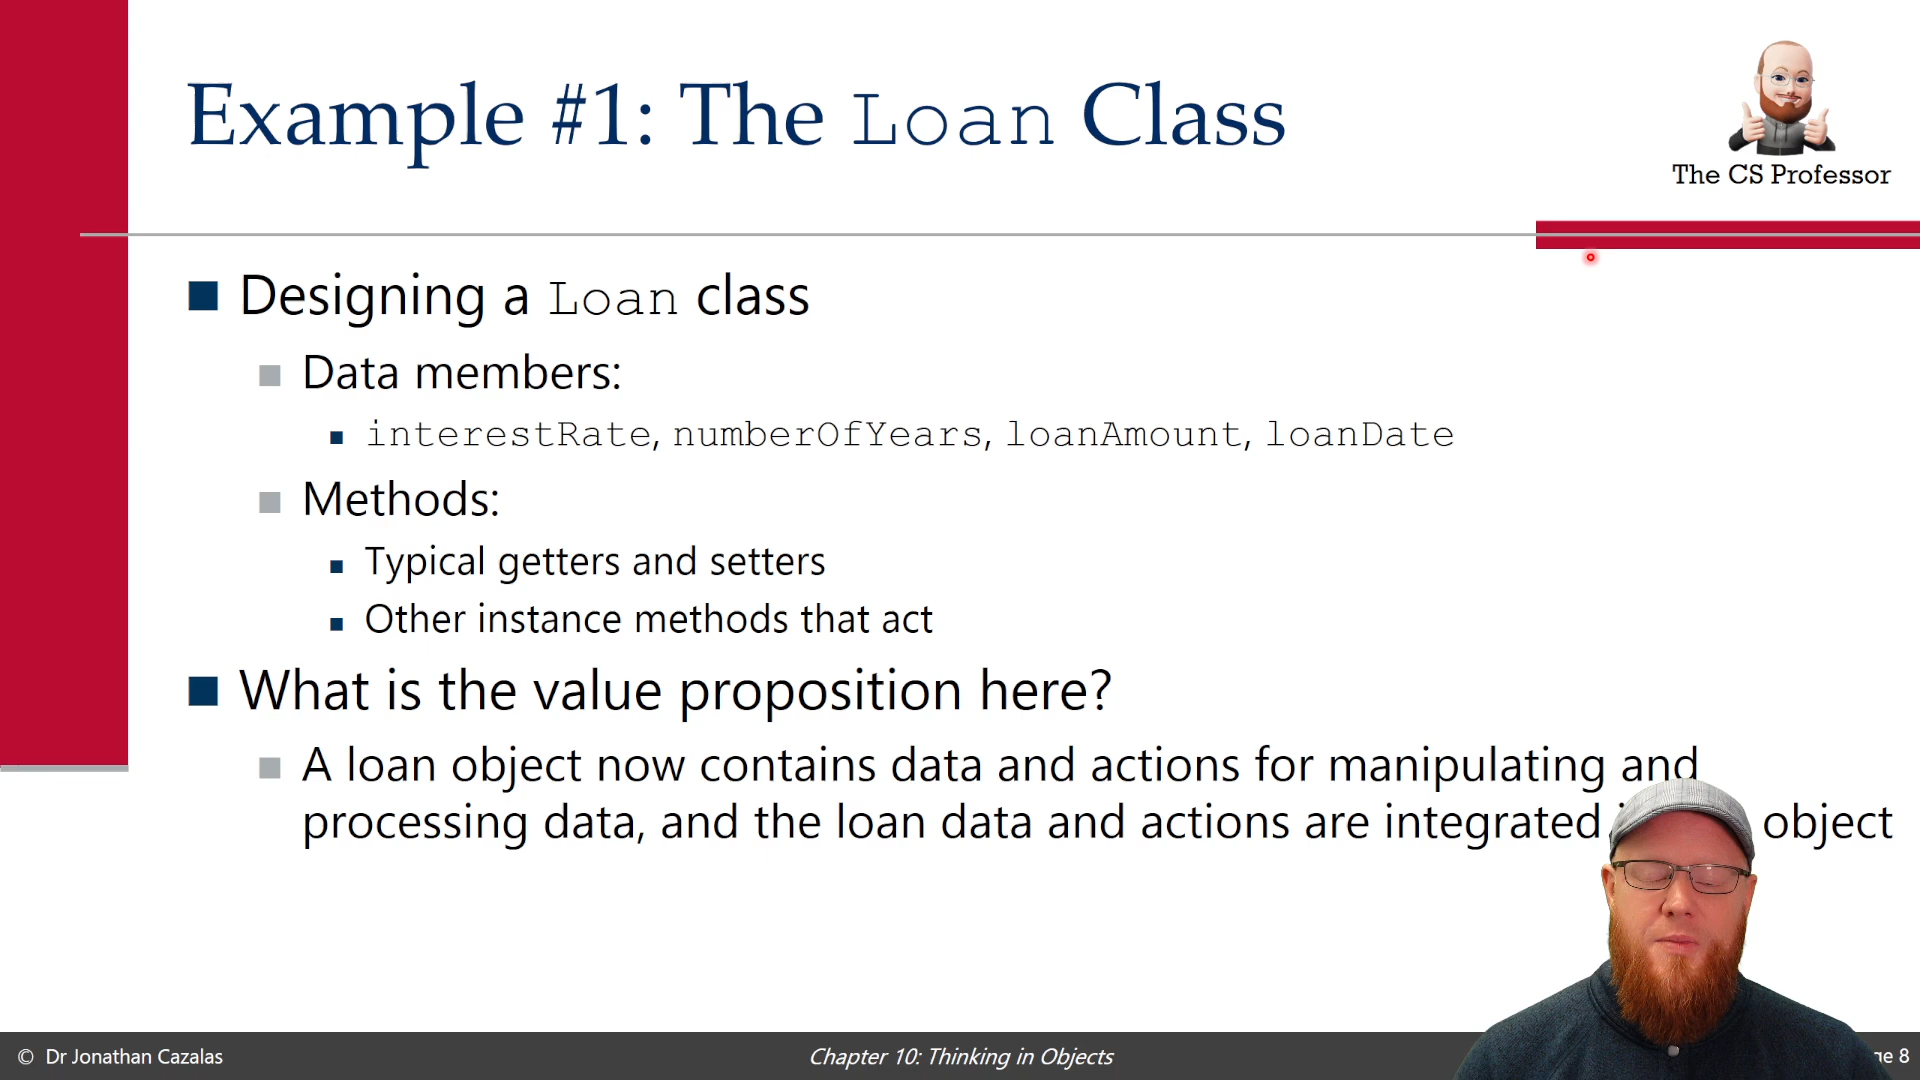 Example #1: The Loan Class
The CS Professor
Designing a Loan class
Data members:
interestRate, numberOfYears, loanAmount, loanDate
Methods:
Typical getters and setters
Other instance methods that act
What is the value proposition here?
A loan object now contains data and actions for manipulating and
processing data, and the loan data and actions are integrated object
© Dr Jonathan Cazalas
Chapter 10: Thinking in Objects
8